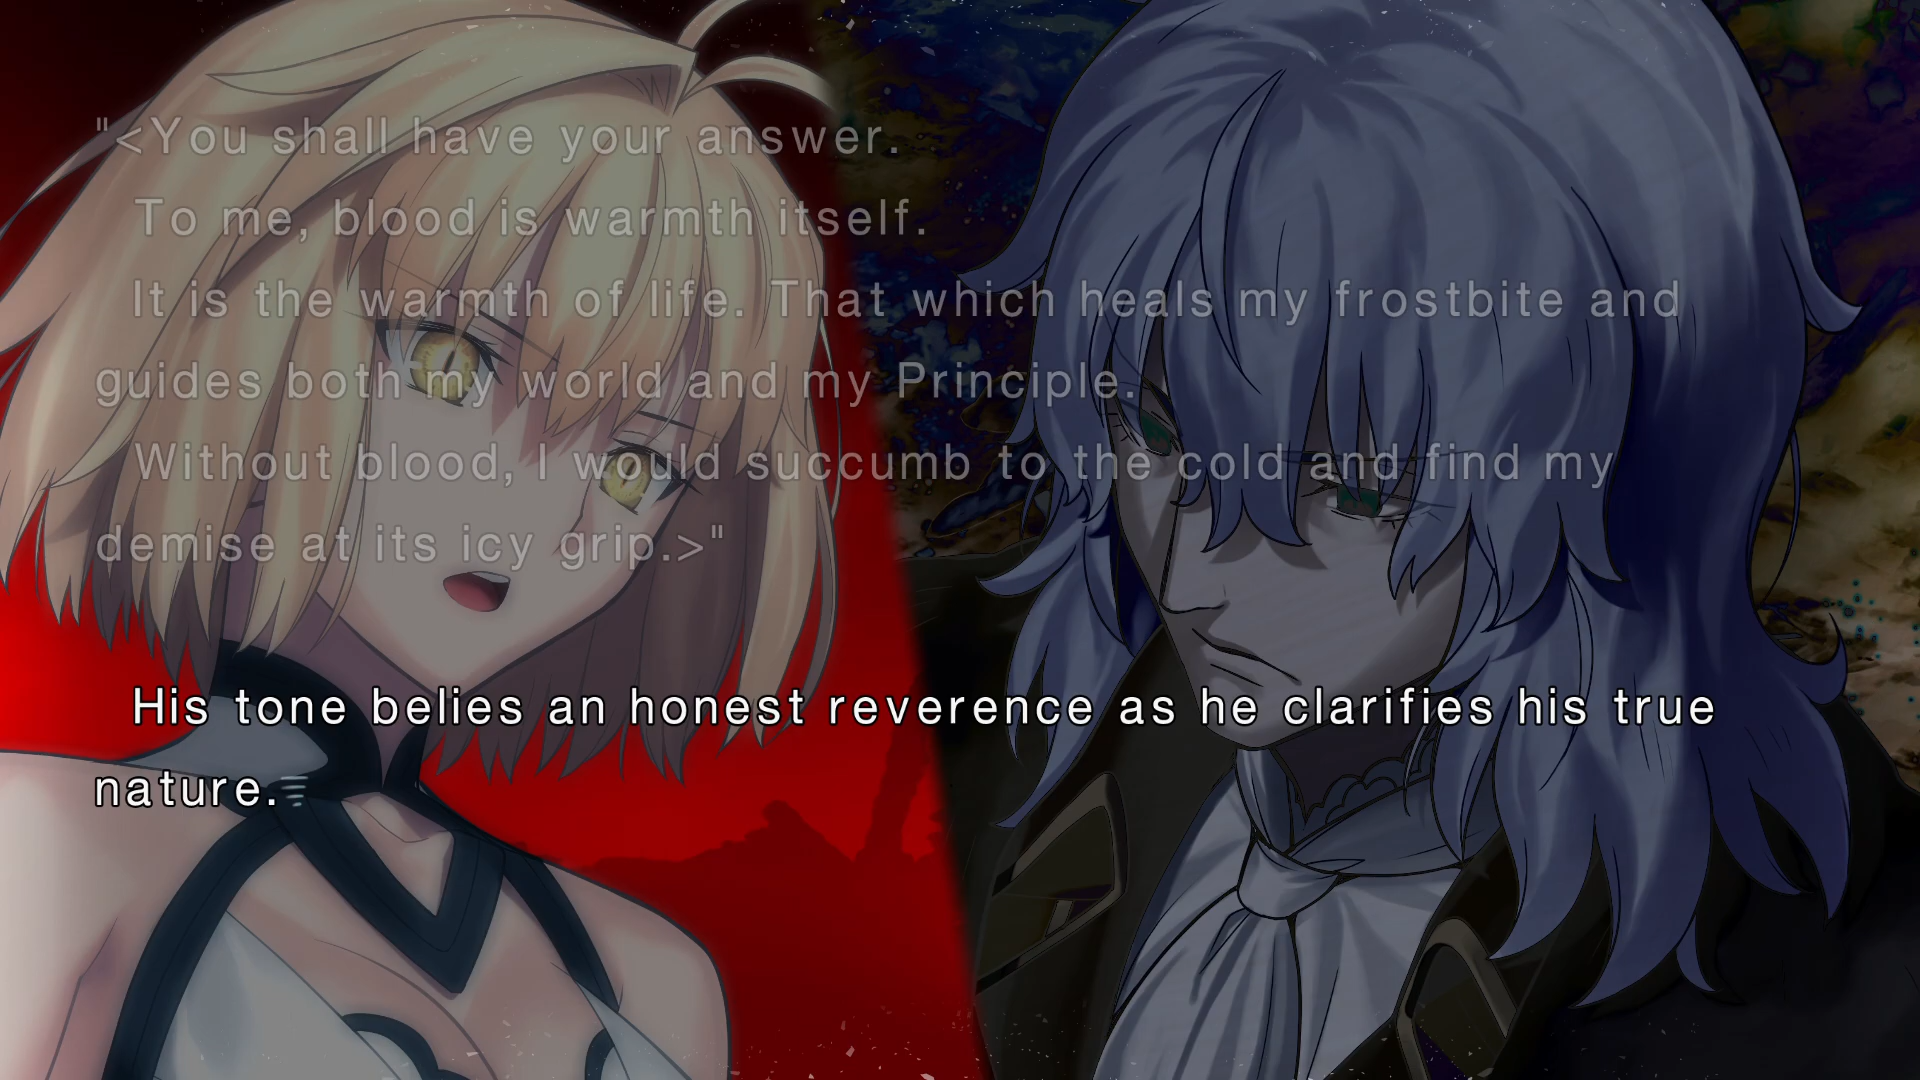 "<You shall have your answer.
To me, blood is warmth itself.
It is the warmth of life. That which heals my frostbite and
guides both my world and my Principle.
Without blood, I would succumb to the cold and find my
demise at its icy grip.>"
His tone belies an honest reverence as he clarifies his true
nature.